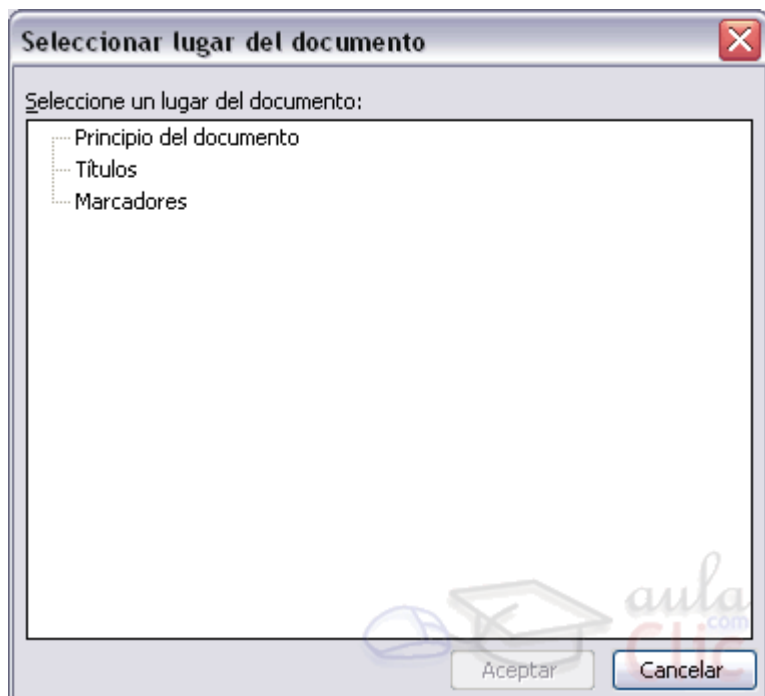 Seleccionar lugar del documento
Seleccione un lugar del documento:
Principio del documento
Títulos
Marcadores
aula
.com
Clic
Aceptar
Cancelar